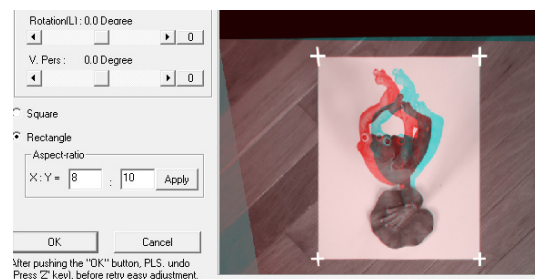 Rotation(L) : 0.0 Degree
0
V. Pers : 0.0 Degree
0
Square
Rectangle
Aspect-ratio
X : Y = 8 : 10 Apply
OK Cancel
After pushing the "OK" button, PLS. undo
(Press 'Z' key), before retry easy adjustment.